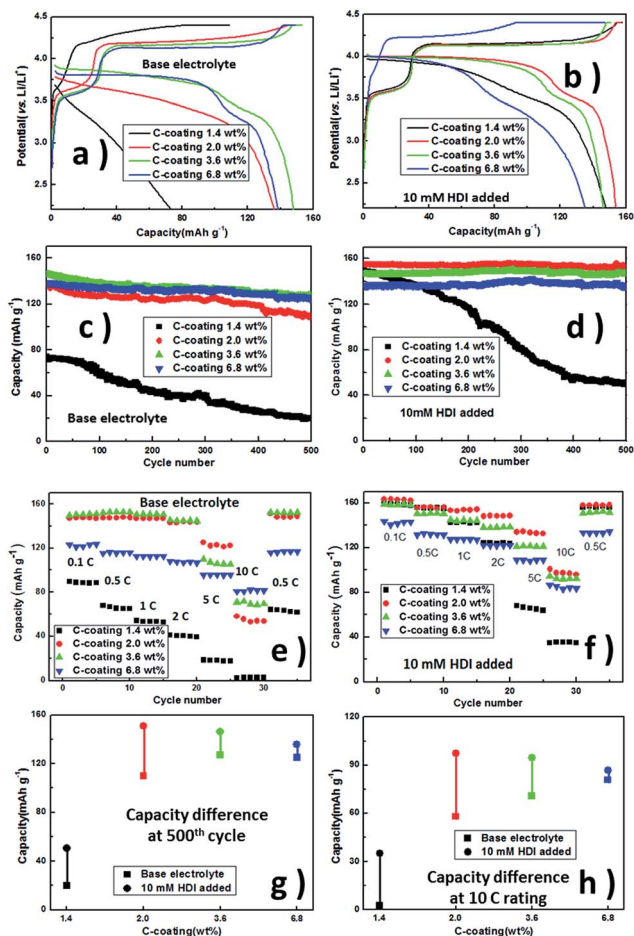 Base electrolyte
a )
C-coating 1.4 wt%
C-coating 2.0 wt%
C-coating 3.6 wt%
C-coating 6.8 wt%
Potential( vs. Li/Li+)
4.5
4.0
3.5
3.0
2.5
0 40 80 120 160
Capacity(mAh g-1)
b )
C-coating 1.4 wt%
C-coating 2.0 wt%
C-coating 3.6 wt%
C-coating 6.8 wt%
10 mM HDI added
Potential(vs. Li/Li+)
4.5
4.0
3.5
3.0
2.5
0 40 80 120 160
Capacity(mAh g-1)
c )
C-coating 1.4 wt%
C-coating 2.0 wt%
C-coating 3.6 wt%
C-coating 6.8 wt%
Base electrolyte
Capacity (mAh g-1)
160
120
80
40
0
0 100 200 300 400 500
Cycle number
d )
C-coating 1.4 wt%
C-coating 2.0 wt%
C-coating 3.6 wt%
C-coating 6.8 wt%
10mM HDI added
Capacity (mAh g-1)
160
120
80
40
0
0 100 200 300 400 500
Cycle number
Base electrolyte
0.1 C
0.5 C
1 C
2 C
5 C
10 C
0.5 C
C-coating 1.4 wt%
C-coating 2.0 wt%
C-coating 3.6 wt%
C-coating 6.8 wt%
e )
Capacity (mAh g-1)
160
120
80
40
0
0 10 20 30
Cycle number
0.1C
0.5C
1C
2C
5C
10C
0.5C
C-coating 1.4 wt%
C-coating 2.0 wt%
C-coating 3.6 wt%
C-coating 6.8 wt%
10 mM HDI added
f )
Capacity (mAh g-1)
160
120
80
40
0
0 10 20 30
Cycle number
Capacity difference
at 500th cycle
Base electrolyte
10 mM HDI added
g )
Capacity(mAh g-1)
160
120
80
40
0
1.4 2.0 3.6 6.8
C-coating(wt%)
Base electrolyte
10 mM HDI added
Capacity difference
at 10 C rating
h )
Capacity(mAh g-1)
120
90
60
30
0
1.4 2.0 3.6 6.8
C-coating(wt%)